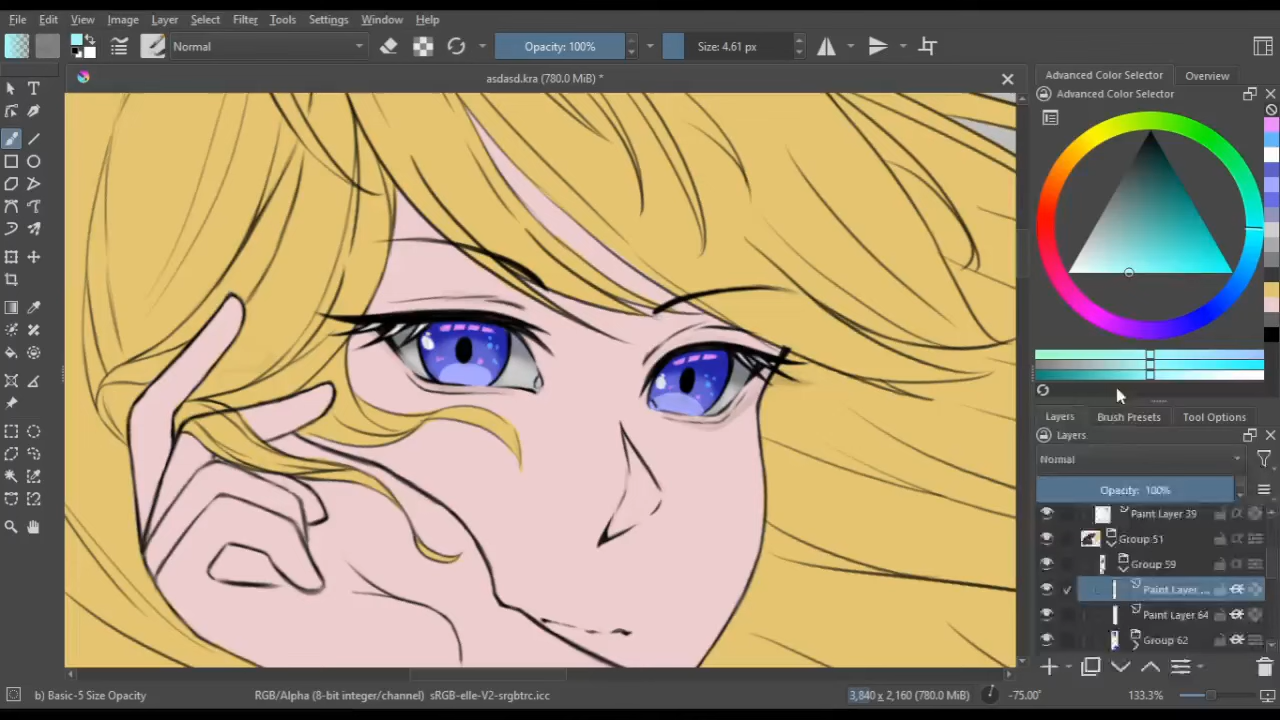 File Edit View Image Layer Select Filter Tools Settings Window Help
Normal Opacity: 100% Size: 4.61 px
asdasd.kra (780.0 MiB) *
Advanced Color Selector Overview
Advanced Color Selector
Layers Brush Presets Tool Options
Layers
Normal
Opacity: 100%
Paint Layer 39
Group 51
Group 59
Paint Layer ...
Paint Layer 64
Group 62
b) Basic-5 Size Opacity RGB/Alpha (8-bit integer/channel) sRGB-elle-V2-srgbtrc.icc 3,840 x 2,160 (780.0 MiB) -75.00° 133.3%